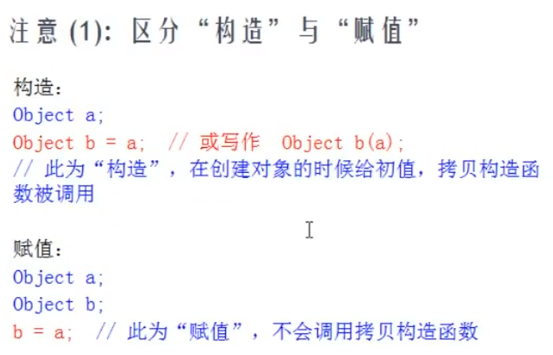 注意 (1): 区分“构造”与“赋值”
构造:
Object a;
Object b = a;  // 或写作  Object b(a);
// 此为“构造”, 在创建对象的时候给初值, 拷贝构造函
数被调用
赋值:
Object a;
Object b;
b = a;  // 此为“赋值”, 不会调用拷贝构造函数